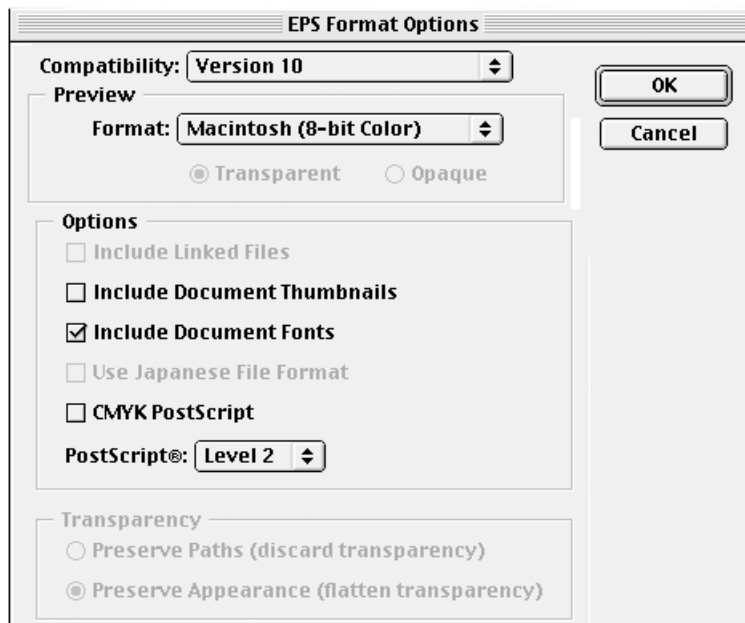 EPS Format Options
Compatibility: Version 10
OK
Preview
Format: Macintosh (8-bit Color)
Cancel
Transparent Opaque
Options
Include Linked Files
Include Document Thumbnails
Include Document Fonts
Use Japanese File Format
CMYK PostScript
PostScript®: Level 2
Transparency
Preserve Paths (discard transparency)
Preserve Appearance (flatten transparency)